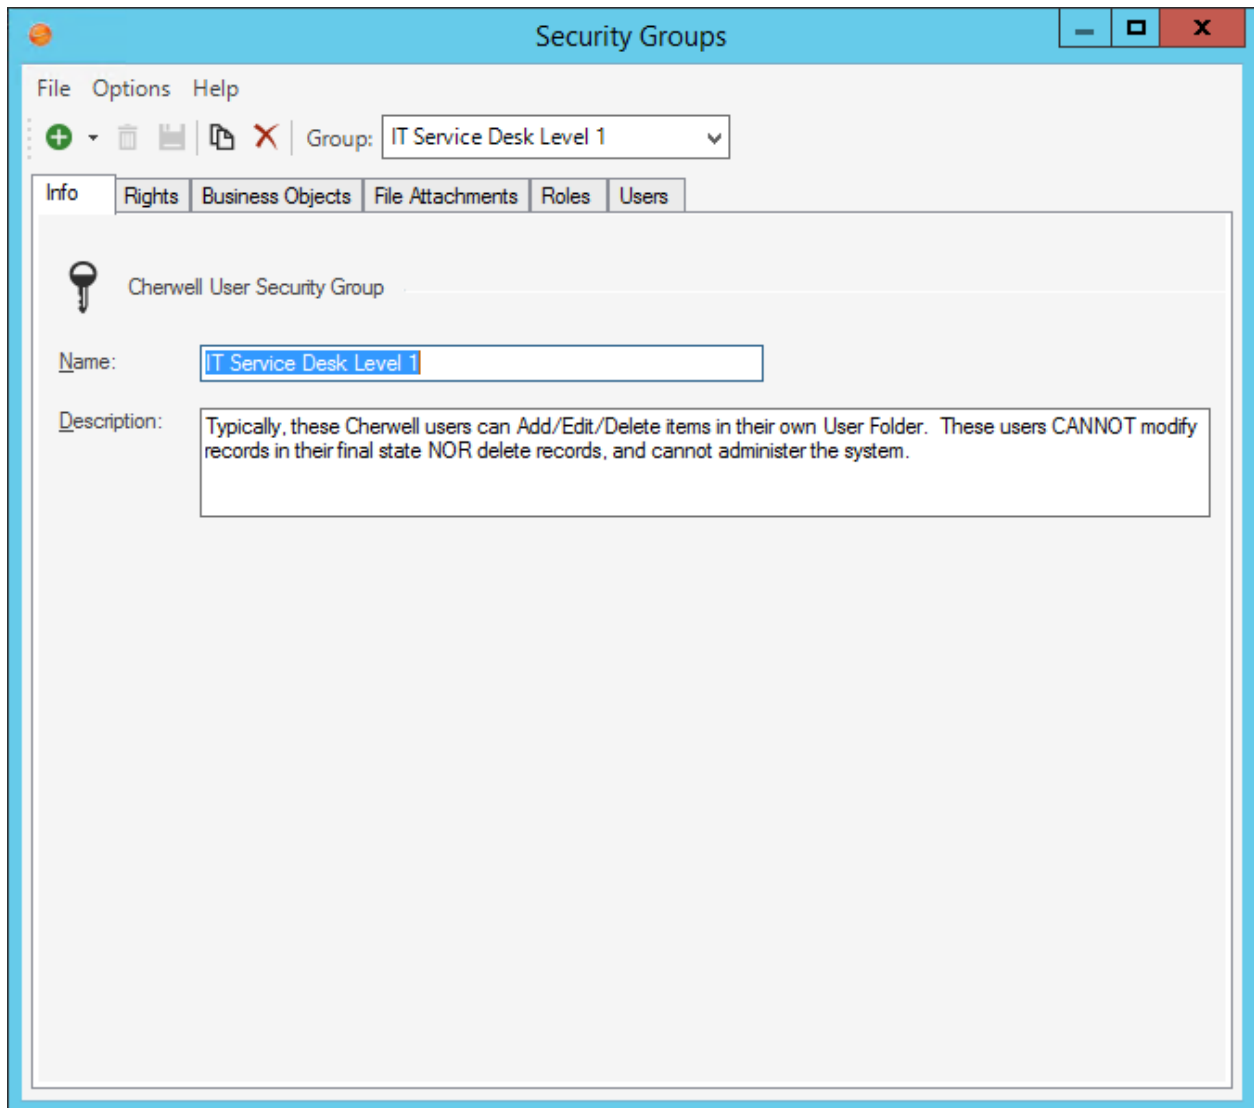 Security Groups
File Options Help
Group: IT Service Desk Level 1
Info Rights Business Objects File Attachments Roles Users
Cherwell User Security Group
Name: IT Service Desk Level 1
Description: Typically, these Cherwell users can Add/Edit/Delete items in their own User Folder.  These users CANNOT modify
records in their final state NOR delete records, and cannot administer the system.